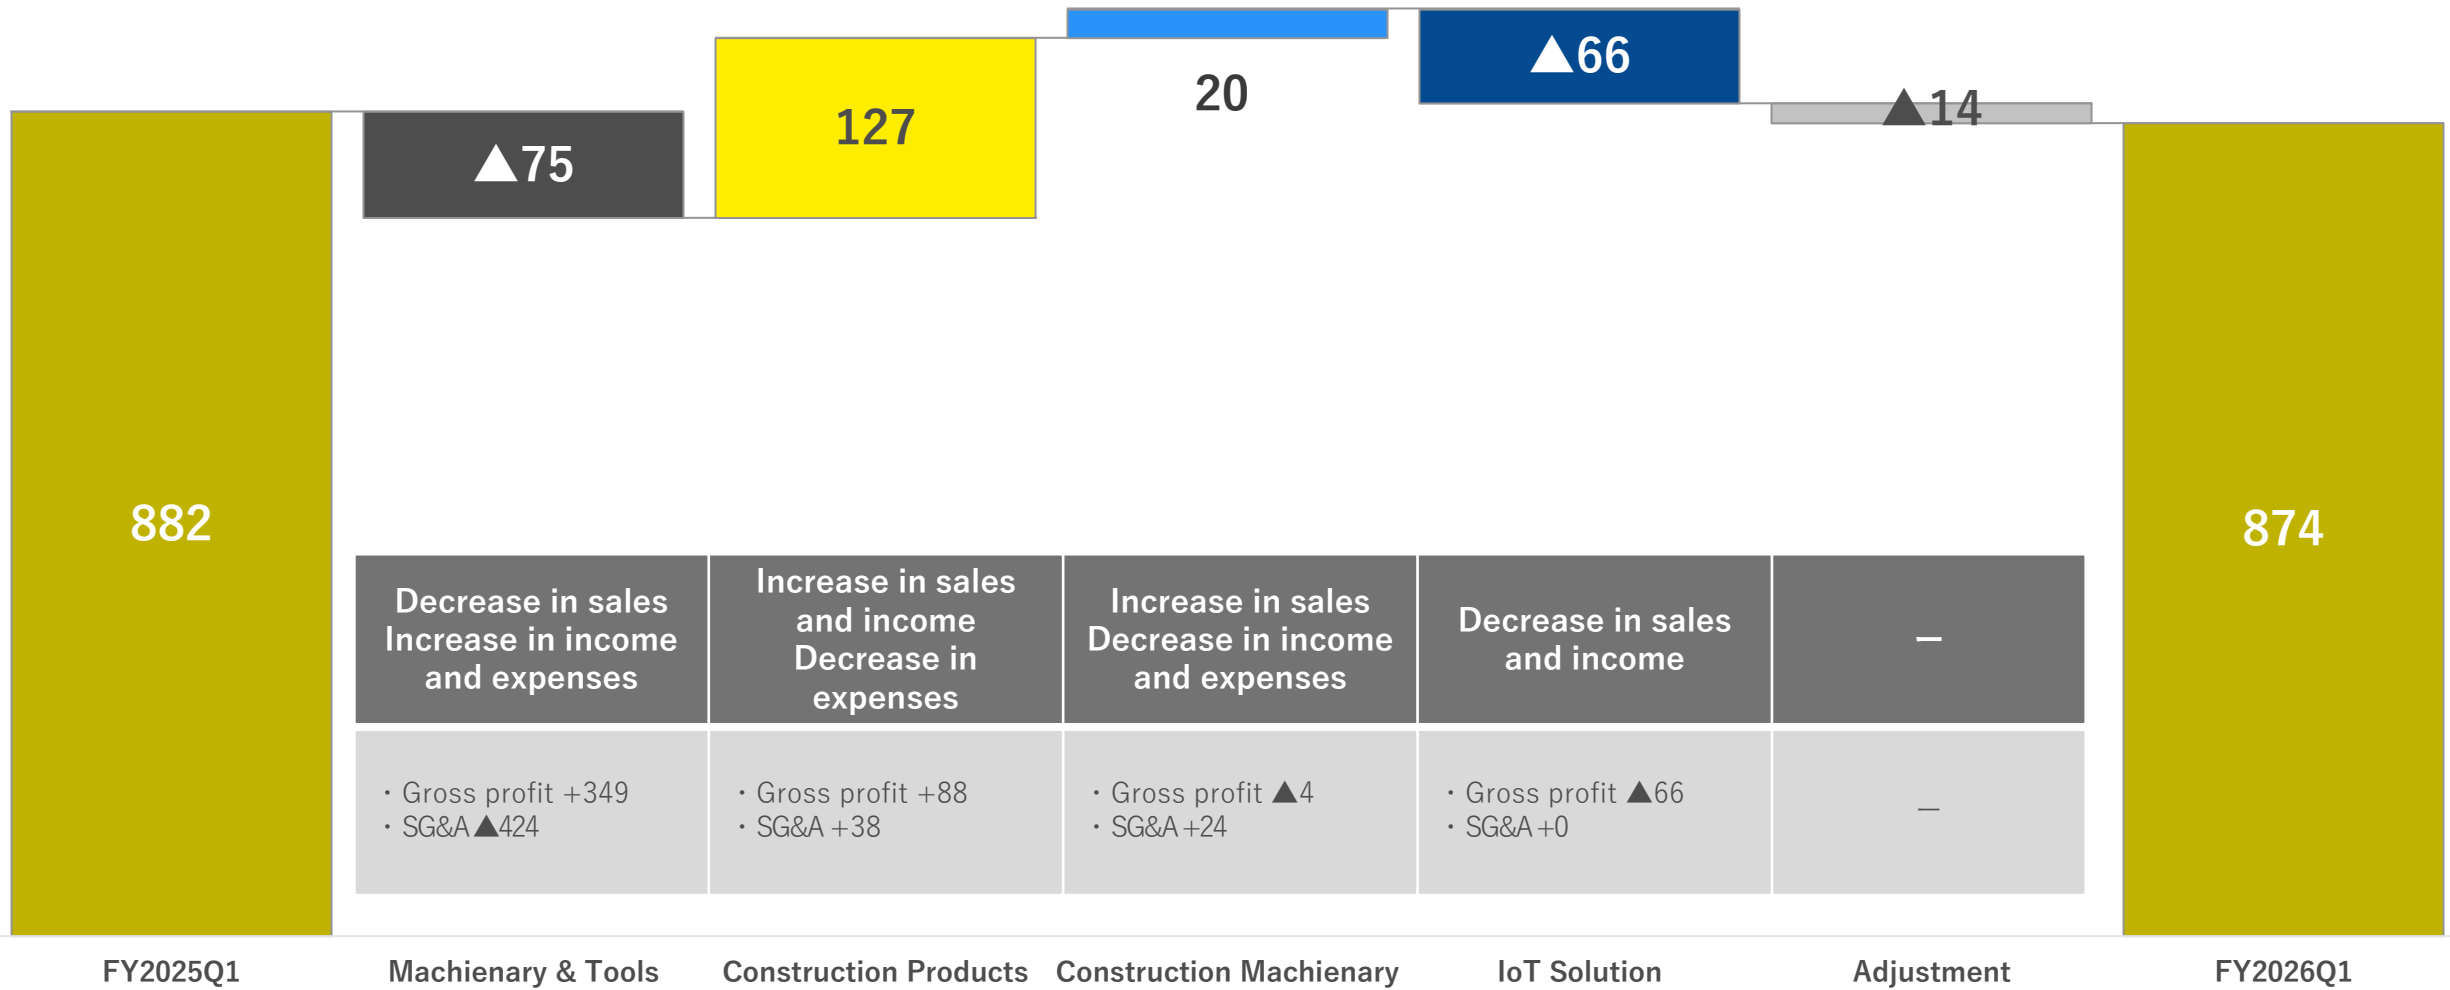 ▲66
20
▲14
127
▲75
882
874
Decrease in sales
Increase in income
and expenses
Increase in sales
and income
Decrease in
expenses
Increase in sales
Decrease in income
and expenses
Decrease in sales
and income
—
・Gross profit +349
・SG&A▲424
・Gross profit +88
・SG&A+38
・Gross profit ▲4
・SG&A+24
・Gross profit ▲66
・SG&A+0
—
FY2025Q1
Machienary & Tools
Construction Products
Construction Machienary
IoT Solution
Adjustment
FY2026Q1